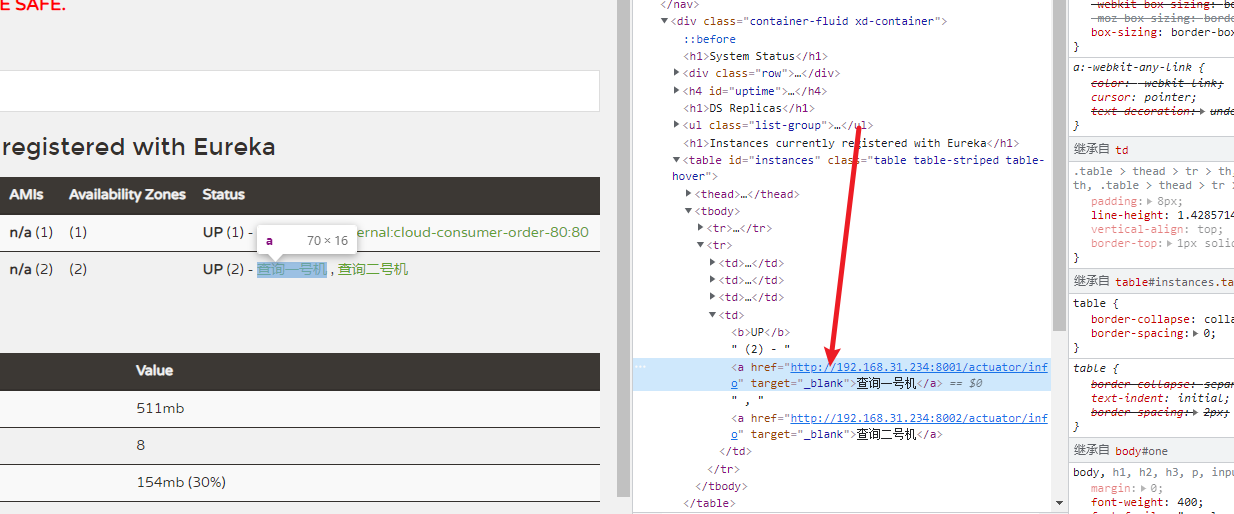 E SAFE.
registered with Eureka
AMIs Availability Zones Status
n/a (1) (1) UP (1) - ernal:cloud-consumer-order-80:80
a 70 × 16
n/a (2) (2) UP (2) - 查询一号机 , 查询二号机
Value
511mb
8
154mb (30%)
</nav>
▼<div class="container-fluid xd-container">
::before
<h1>System Status</h1>
▶<div class="row">…</div>
▶<h4 id="uptime">…</h4>
<h1>DS Replicas</h1>
▶<ul class="list-group">…</ul>
<h1>Instances currently registered with Eureka</h1>
▼<table id="instances" class="table table-striped table-
hover">
▶<thead>…</thead>
▼<tbody>
▶<tr>…</tr>
▼<tr>
▶<td>…</td>
▶<td>…</td>
▶<td>…</td>
▼<td>
<b>UP</b>
" (2) - "
<a href="http://192.168.31.234:8001/actuator/inf
o" target="_blank">查询一号机</a> == $0
" , "
<a href="http://192.168.31.234:8002/actuator/inf
o" target="_blank">查询二号机</a>
</td>
</tr>
</tbody>
</table>
-webkit-box-sizing: bo
-moz-box-sizing: borde
box-sizing: border-box
}
a:-webkit-any-link {
color: -webkit-link;
cursor: pointer;
text-decoration:▶ unde
}
继承自 td
.table > thead > tr > th,
th, .table > thead > tr >
padding:▶ 8px;
line-height: 1.4285714
vertical-align: top;
border-top:▶ 1px solid
}
继承自 table#instances.ta
table {
border-collapse: colla
border-spacing:▶ 0;
}
table {
border-collapse: separ
text-indent: initial;
border-spacing:▶ 2px;
}
继承自 body#one
body, h1, h2, h3, p, inpu
margin:▶ 0;
font-weight: 400;